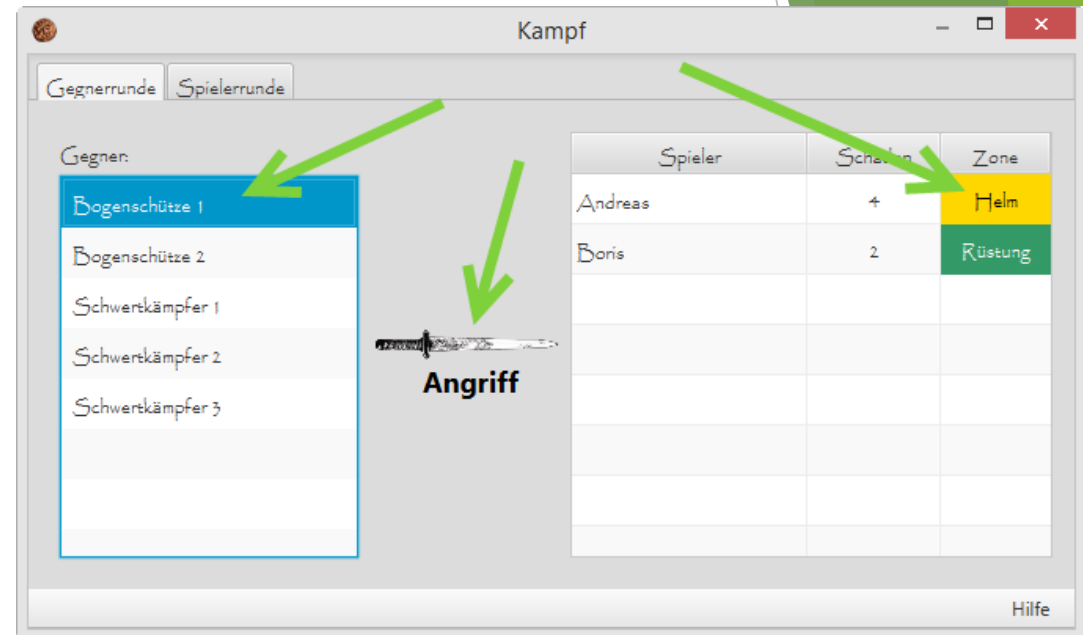 Kampf
Gegnerrunde Spielerrunde
Gegner:
Bogenschütze 1
Bogenschütze 2
Schwertkämpfer 1
Schwertkämpfer 2
Schwertkämpfer 3
Angriff
Spieler Schaden Zone
Andreas 4 Helm
Boris 2 Rüstung
Hilfe